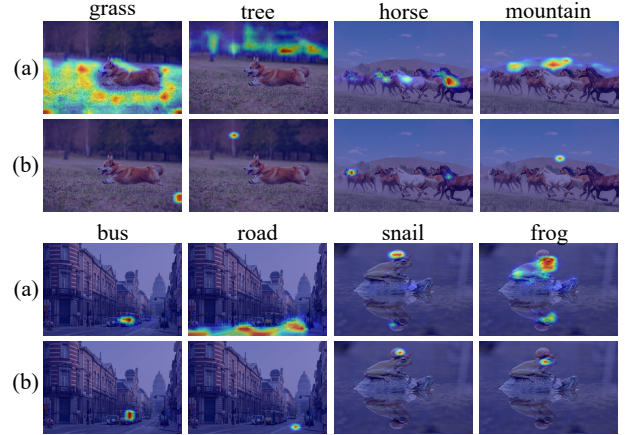 grass tree horse mountain
(a)
(b)
bus road snail frog
(a)
(b)